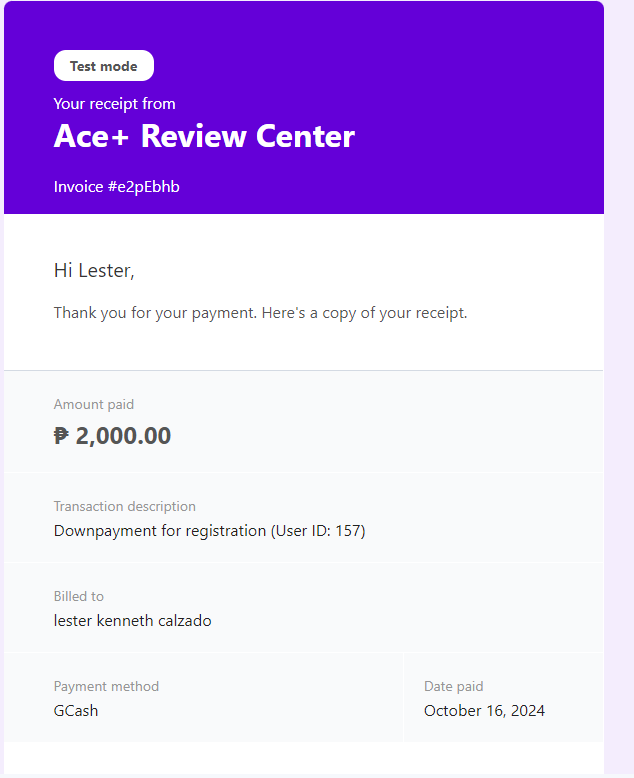 Test mode
Your receipt from
Ace+ Review Center
Invoice #e2pEbhb
Hi Lester,
Thank you for your payment. Here's a copy of your receipt.
Amount paid
₱ 2,000.00
Transaction description
Downpayment for registration (User ID: 157)
Billed to
lester kenneth calzado
Payment method
GCash
Date paid
October 16, 2024